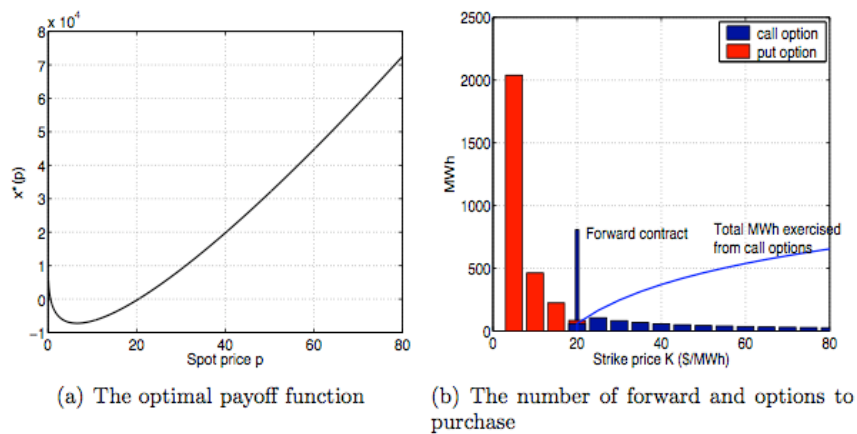 x 10^4
8
7
6
5
4
3
2
1
0
−1
x*(p)
0 20 40 60 80
Spot price p
(a) The optimal payoff function
2500
2000
1500
1000
500
0
MWh
call option
put option
Forward contract
Total MWh exercised
from call options
0 20 40 60 80
Strike price K ($/MWh)
(b) The number of forward and options to
purchase